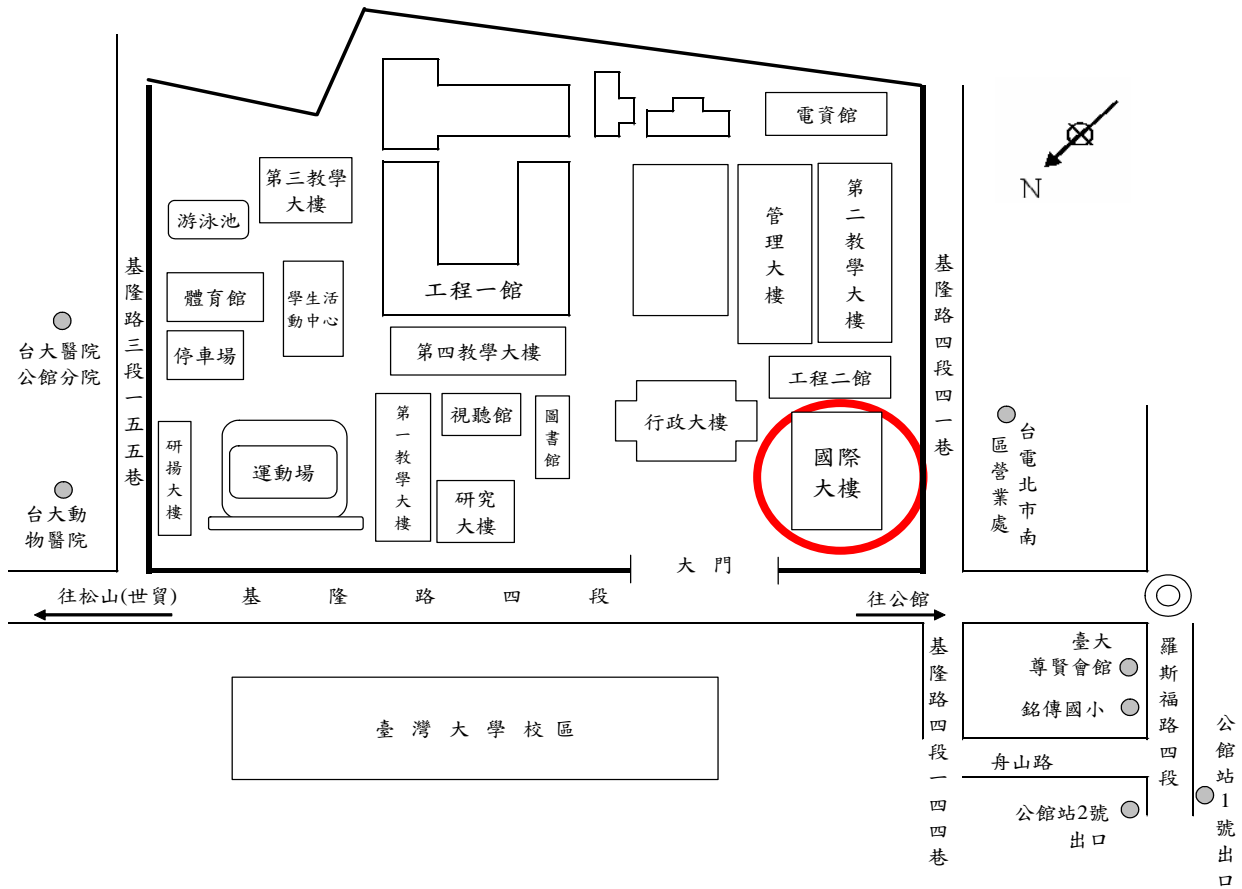 電資館
N
第三教學
大樓
游泳池
管理大樓
第二教學大樓
基隆路三段一五五巷
體育館
學生活
動中心
工程一館
基隆路四段四一巷
台大醫院
公館分院
停車場
第四教學大樓
工程二館
研揚大樓
運動場
第一教學大樓
視聽館
圖書館
行政大樓
國際
大樓
台電北市南
區營業處
研究
大樓
台大動
物醫院
大 門
往松山(世貿)
基 隆 路 四 段
往公館
基隆路四段一四四巷
臺大
尊賢會館
銘傳國小
羅斯福路四段
臺 灣 大 學 校 區
舟山路
公館站2號
出口
公館站1號出口